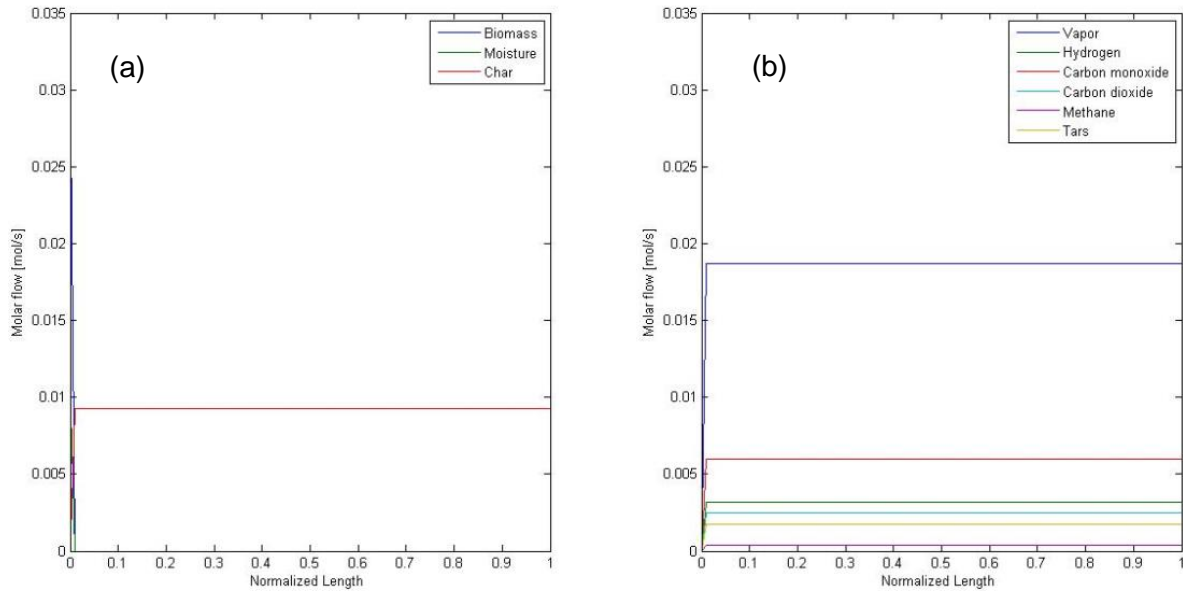 (a)
Biomass
Moisture
Char
0.035
0.03
0.025
0.02
0.015
0.01
0.005
0
Molar flow [mol/s]
0 0.1 0.2 0.3 0.4 0.5 0.6 0.7 0.8 0.9 1
Normalized Length
(b)
Vapor
Hydrogen
Carbon monoxide
Carbon dioxide
Methane
Tars
0.035
0.03
0.025
0.02
0.015
0.01
0.005
0
Molar flow [mol/s]
0 0.1 0.2 0.3 0.4 0.5 0.6 0.7 0.8 0.9 1
Normalized Length